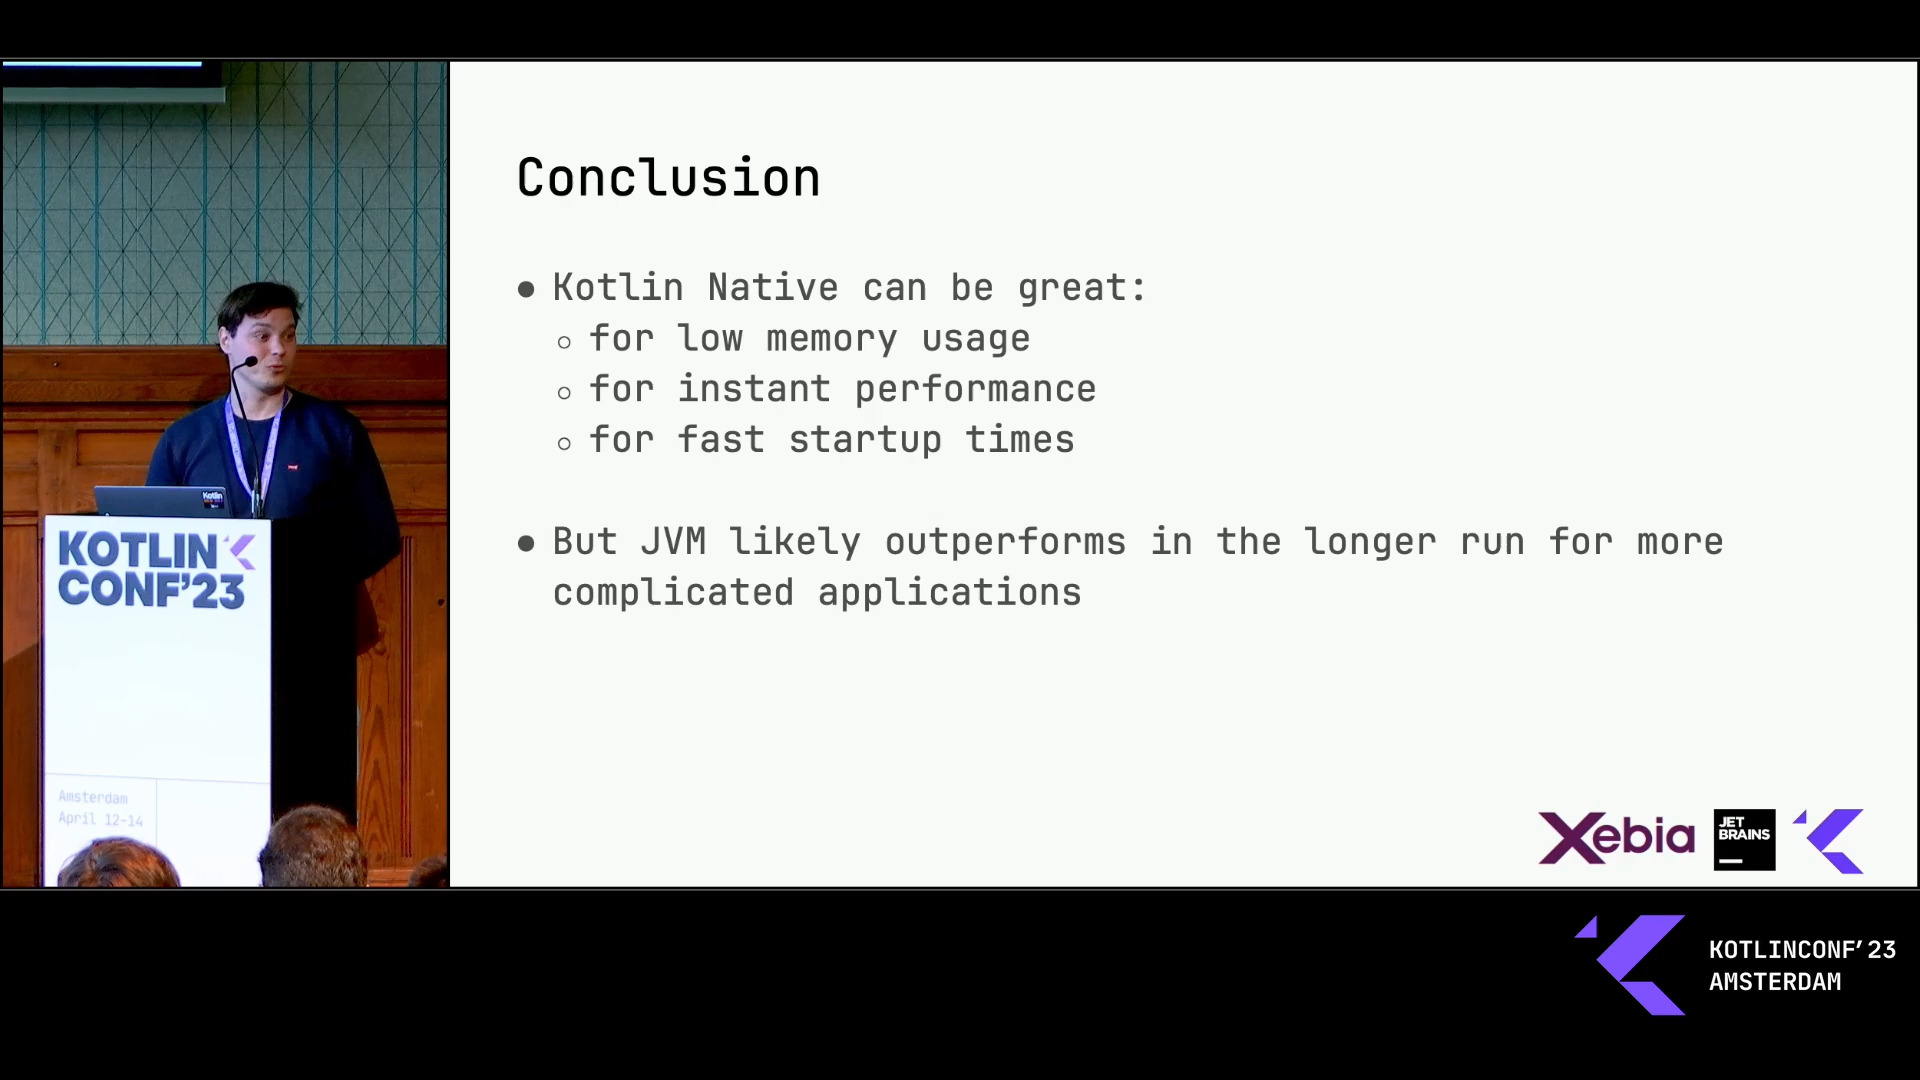 Conclusion
● Kotlin Native can be great:
○ for low memory usage
○ for instant performance
○ for fast startup times
● But JVM likely outperforms in the longer run for more
complicated applications
Kotlin
KOTLIN
CONF'23
Amsterdam
April 12-14
Xebia
JET
BRAINS
KOTLINCONF'23
AMSTERDAM